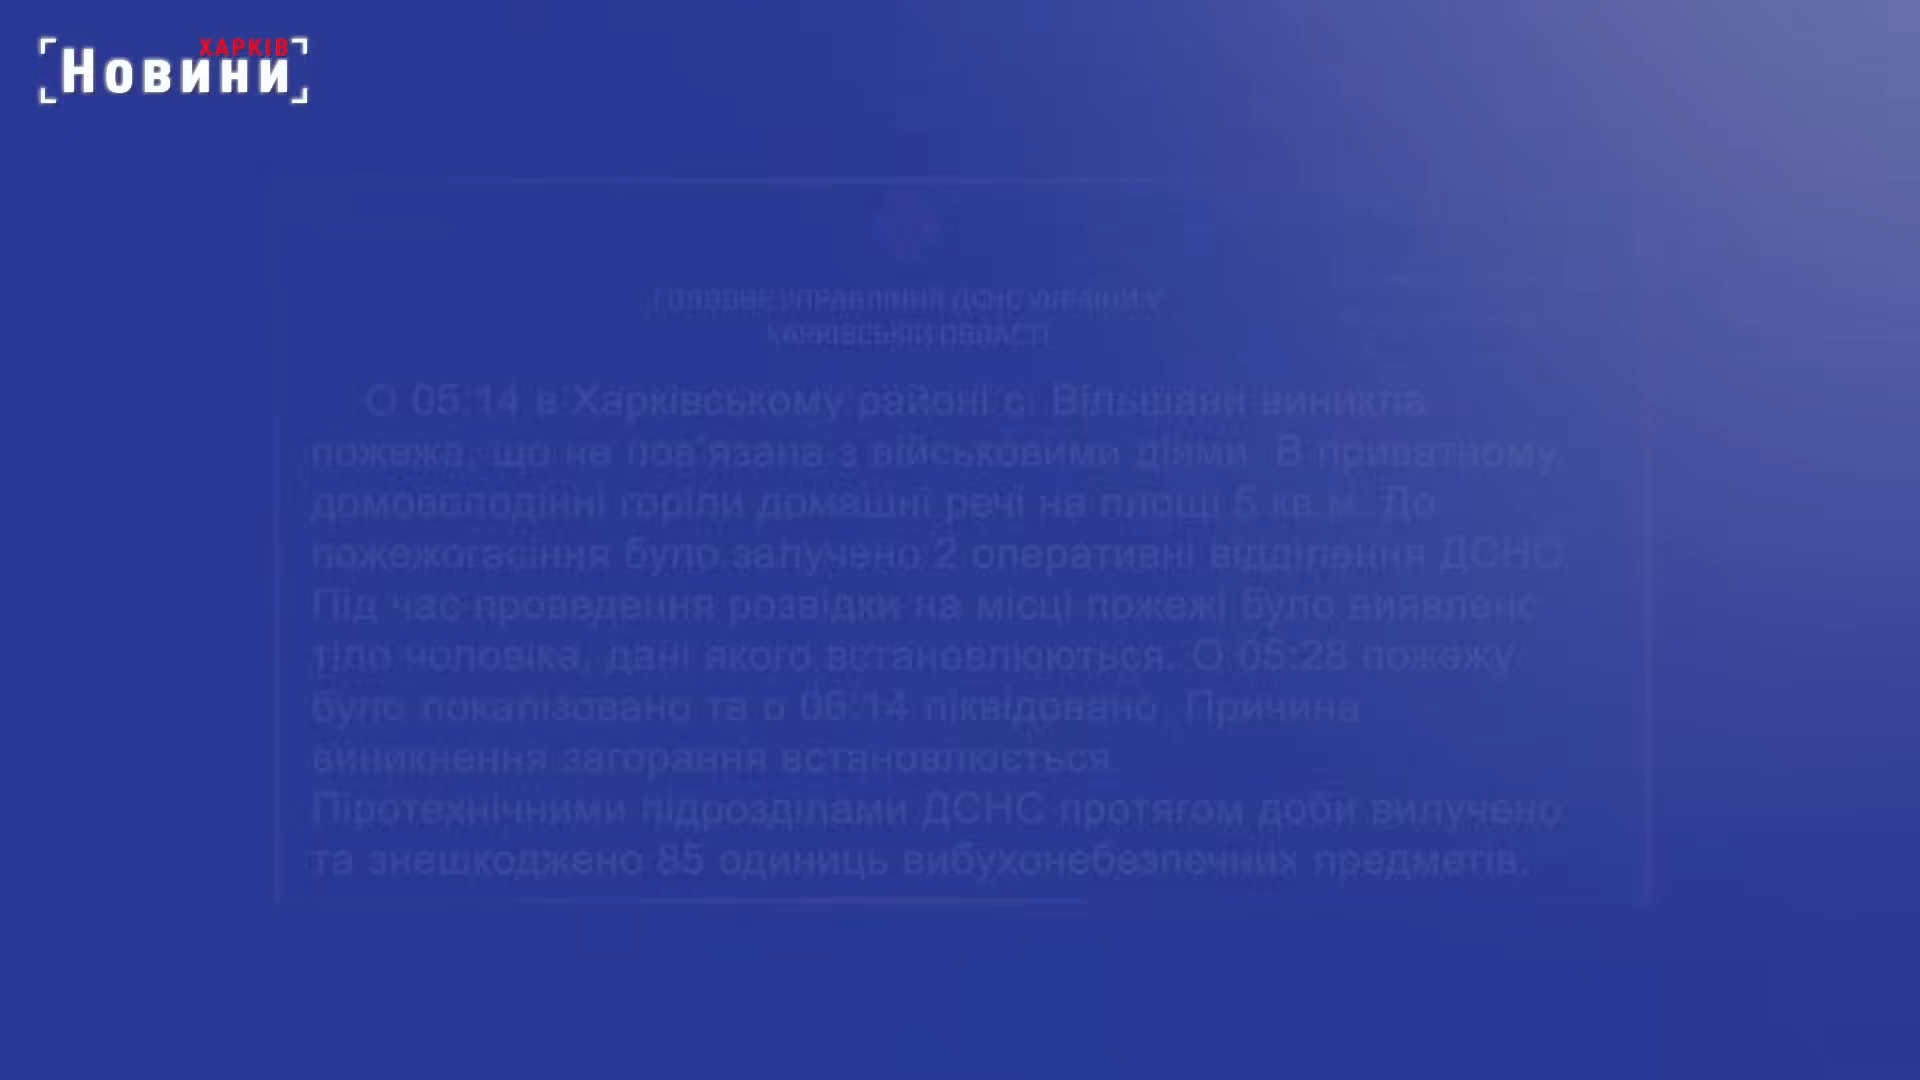 ХАРКІВ
Новини
ГОЛОВНЕ УПРАВЛІННЯ ДСНС УКРАЇНИ У
ХАРКІВСЬКІЙ ОБЛАСТІ
О 05:14 в Харківському районі с. Вільшани виникла
пожежа, що не пов'язана з військовими діями. В приватному
домоволодінні горіли домашні речі на площі 5 кв.м. До
пожежогасіння було залучено 2 оперативні відділення ДСНС.
Під час проведення розвідки на місці пожежі було виявлено
тіло чоловіка, дані якого встановлюються. О 05:28 пожежу
було локалізовано та о 06:14 ліквідовано. Причина
виникнення загорання встановлюється.
Піротехнічними підрозділами ДСНС протягом доби вилучено
та знешкоджено 85 одиниць вибухонебезпечних предметів.